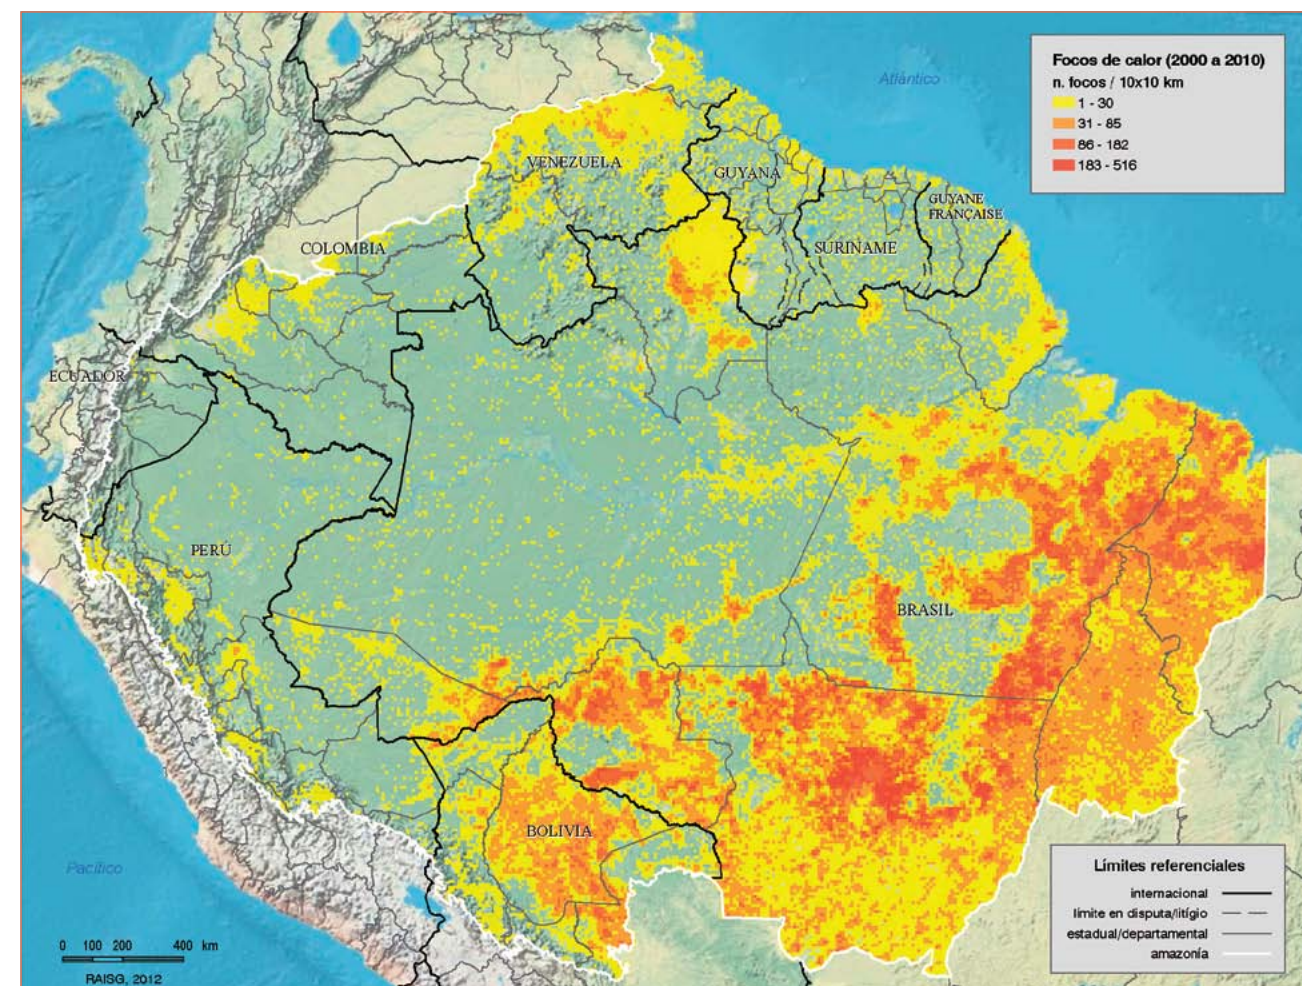 Focos de calor (2000 a 2010)
n. focos / 10x10 km
1 - 30
31 - 85
86 - 182
183 - 516
Atlántico
VENEZUELA
GUYANA
GUYANE
FRANÇAISE
COLOMBIA
SURINAME
ECUADOR
PERÚ
BRASIL
BOLIVIA
Pacífico
Límites referenciales
internacional
límite en disputa/litígio
estadual/departamental
amazonía
0 100 200 400 km
RAISG, 2012